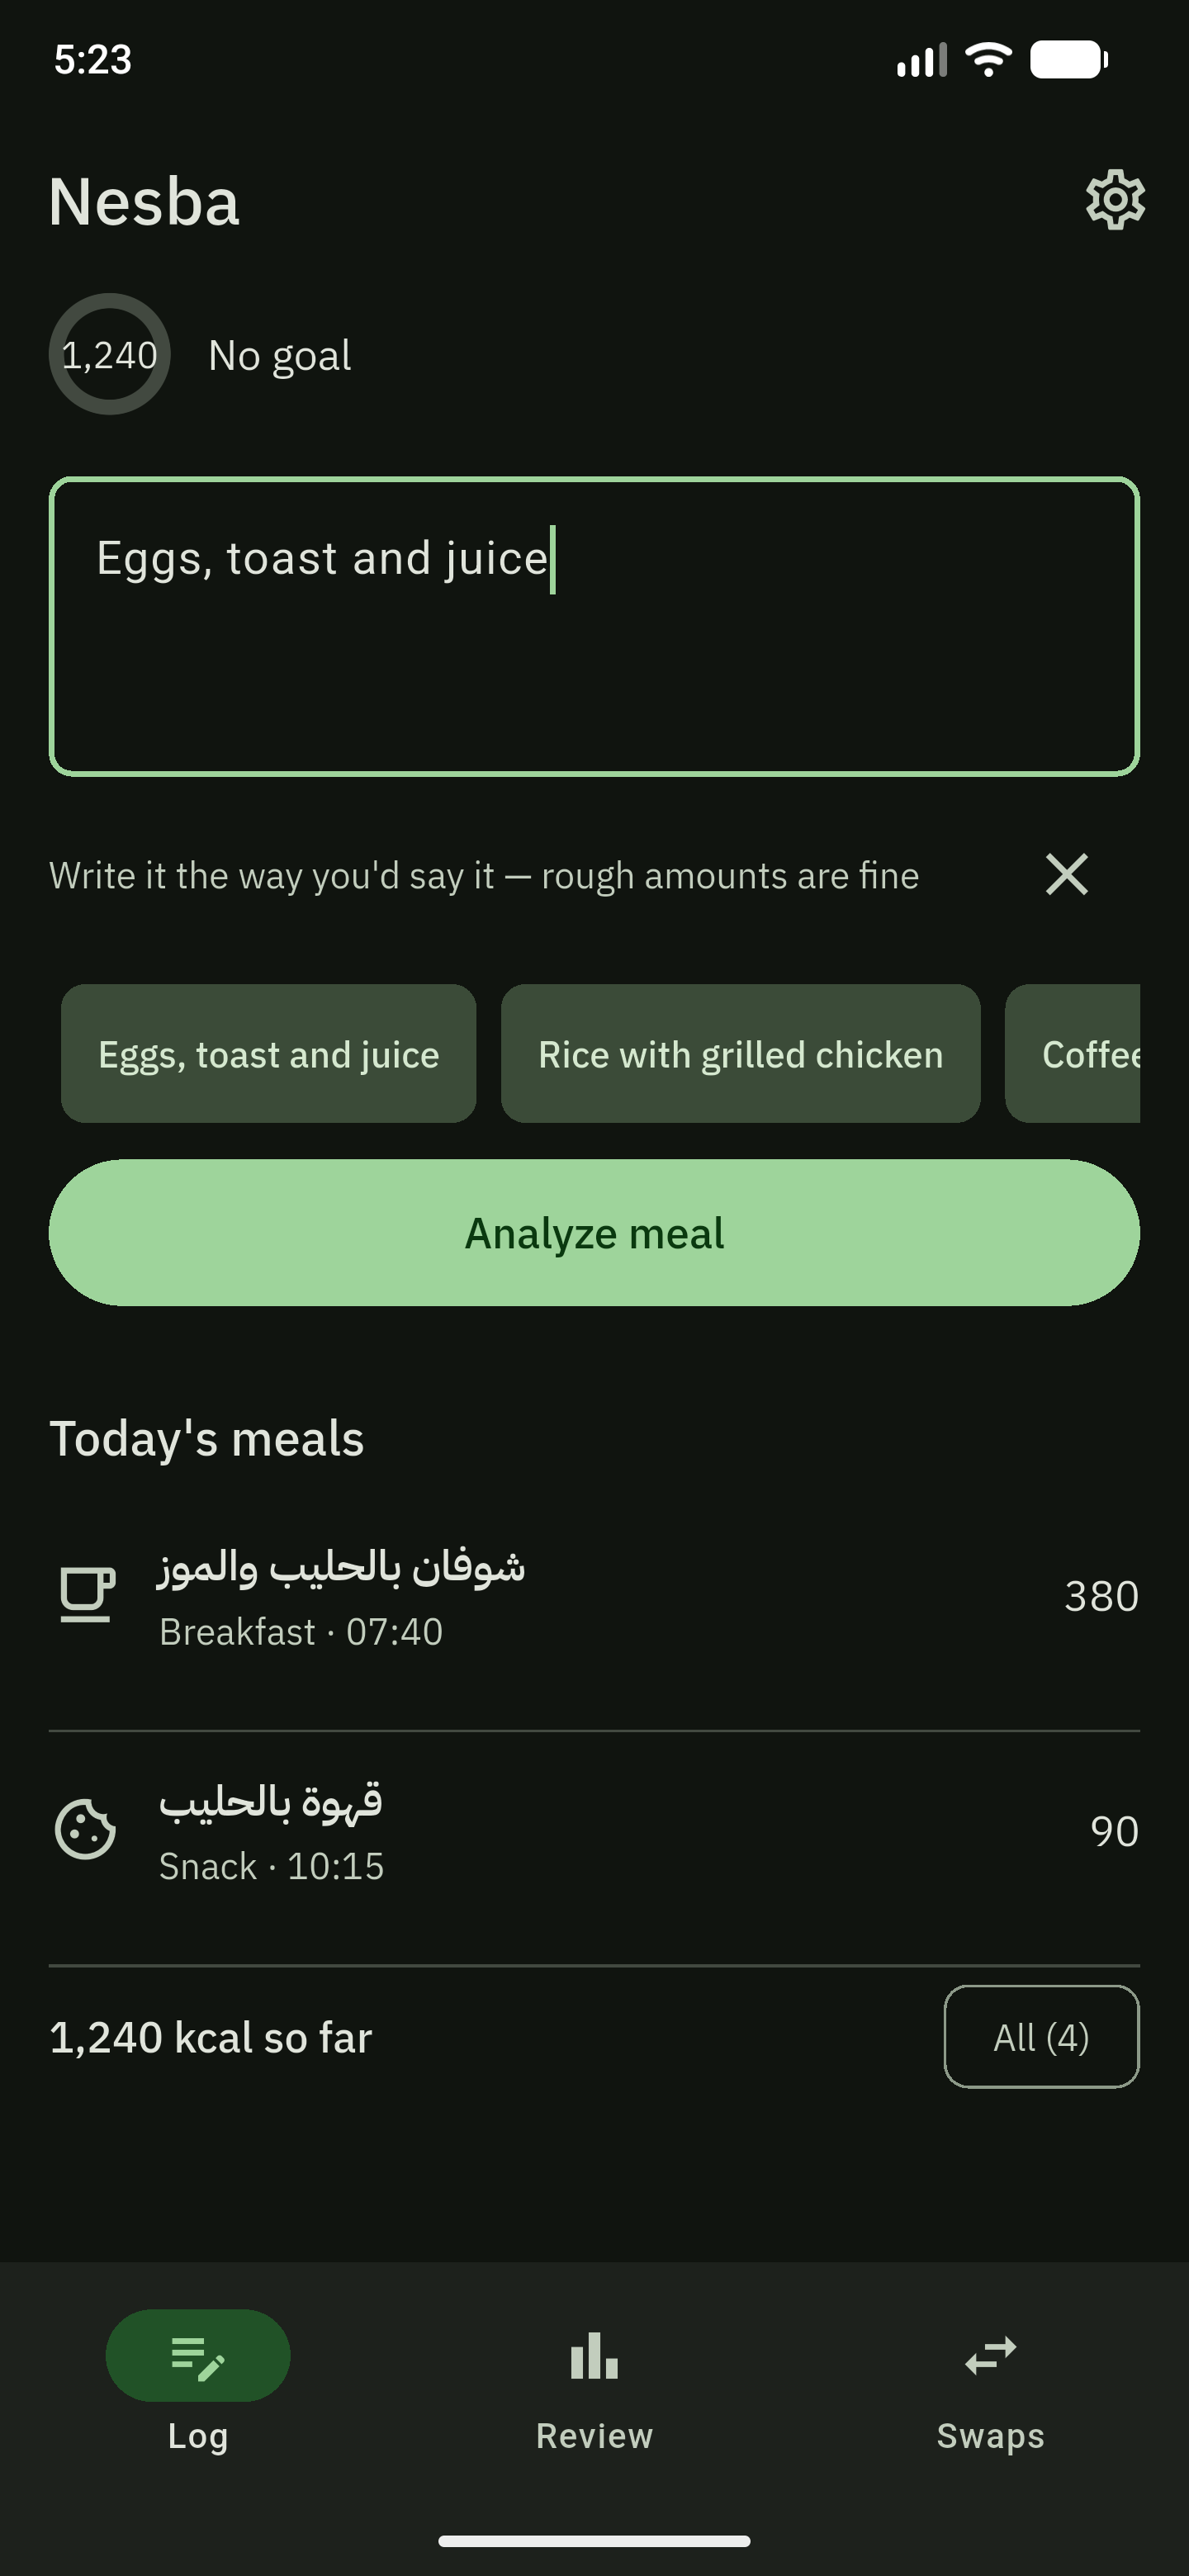 5:23
Nesba
1,240
No goal
Eggs, toast and juice
Write it the way you'd say it — rough amounts are fine
Eggs, toast and juice
Rice with grilled chicken
Coffee
Analyze meal
Today's meals
شوفان بالحليب والموز
380
Breakfast · 07:40
قهوة بالحليب
90
Snack · 10:15
1,240 kcal so far
All (4)
Log
Review
Swaps